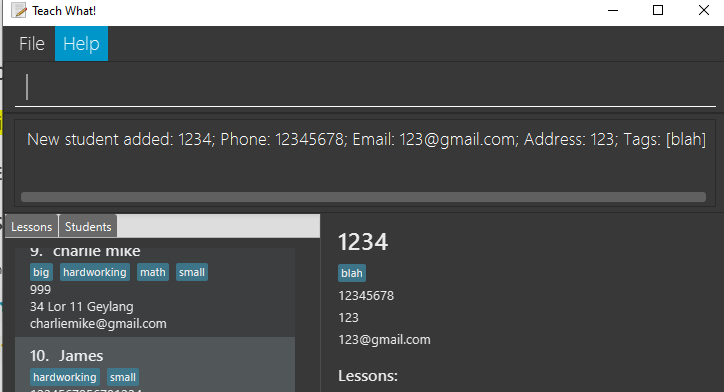 Teach What!
File Help
New student added: 1234; Phone: 12345678; Email: 123@gmail.com; Address: 123; Tags: [blah]
Lessons Students
9. charlie mike
big hardworking math small
999
34 Lor 11 Geylang
charliemike@gmail.com
10. James
hardworking small
1234
blah
12345678
123
123@gmail.com
Lessons: